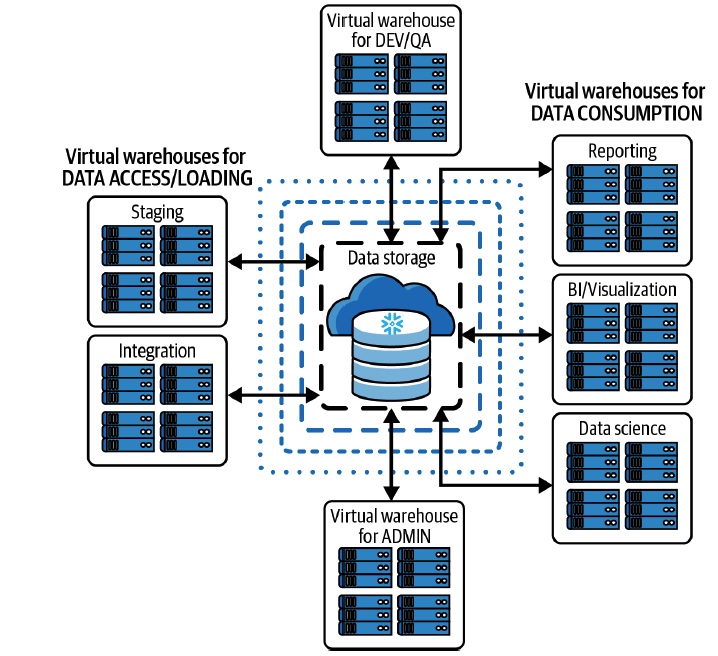 Virtual warehouse
for DEV/QA
Virtual warehouses for
DATA CONSUMPTION
Virtual warehouses for
DATA ACCESS/LOADING
Reporting
Staging
Data storage
BI/Visualization
Integration
Data science
Virtual warehouse
for ADMIN